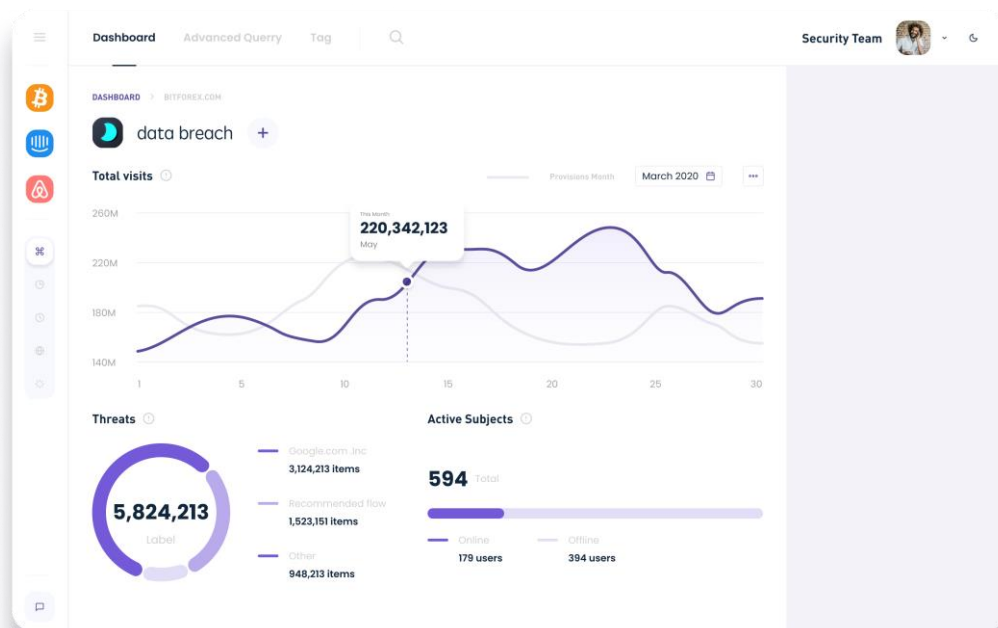 Dashboard
Advanced Querry
Tag
Security Team
DASHBOARD > BITFOREX.COM
data breach +
Total visits
Provisions Month
March 2020
260M
220M
180M
140M
This Month
220,342,123
May
1 5 10 15 20 25 30
Threats
5,824,213
Label
Google.com .Inc
3,124,213 items
Recommended flow
1,523,151 items
Other
948,213 items
Active Subjects
594 Total
Online
179 users
Offline
394 users